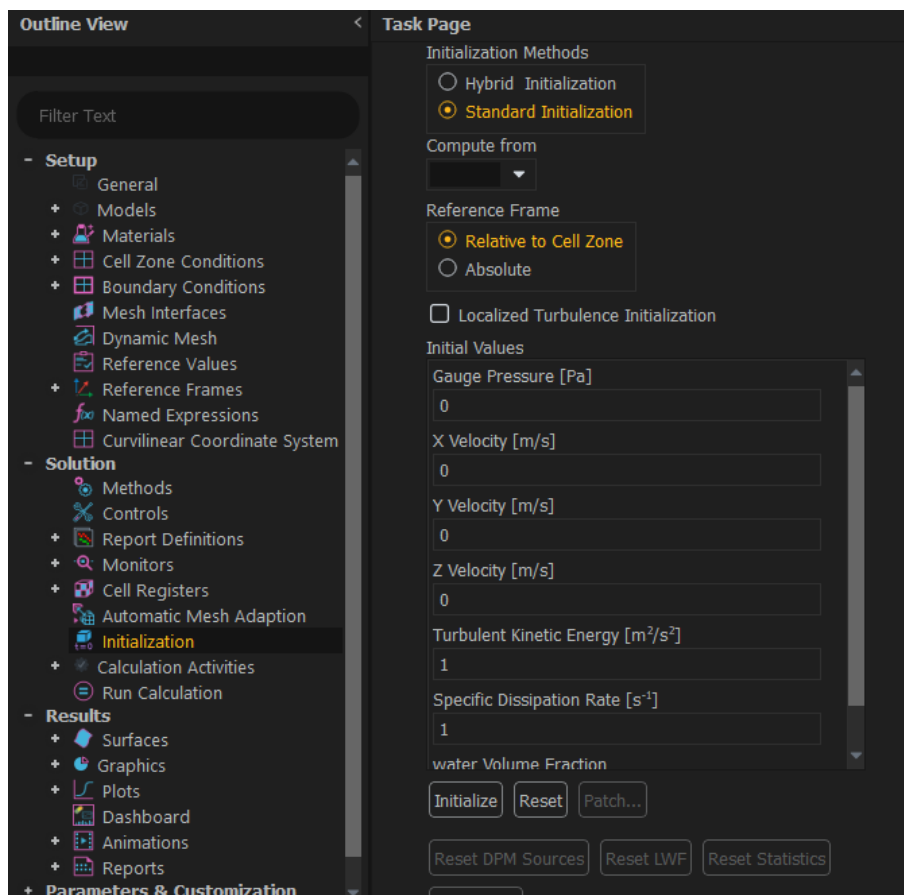 Outline View <
Filter Text
- Setup
General
+ Models
+ Materials
+ Cell Zone Conditions
+ Boundary Conditions
Mesh Interfaces
Dynamic Mesh
Reference Values
+ Reference Frames
f(x) Named Expressions
Curvilinear Coordinate System
- Solution
Methods
Controls
+ Report Definitions
+ Monitors
+ Cell Registers
Automatic Mesh Adaption
t=0 Initialization
+ Calculation Activities
Run Calculation
- Results
+ Surfaces
+ Graphics
+ Plots
Dashboard
+ Animations
+ Reports
+ Parameters & Customization
Task Page
Initialization Methods
Hybrid Initialization
Standard Initialization
Compute from
Reference Frame
Relative to Cell Zone
Absolute
Localized Turbulence Initialization
Initial Values
Gauge Pressure [Pa]
0
X Velocity [m/s]
0
Y Velocity [m/s]
0
Z Velocity [m/s]
0
Turbulent Kinetic Energy [m²/s²]
1
Specific Dissipation Rate [s⁻¹]
1
water Volume Fraction
Initialize Reset Patch...
Reset DPM Sources Reset LWF Reset Statistics